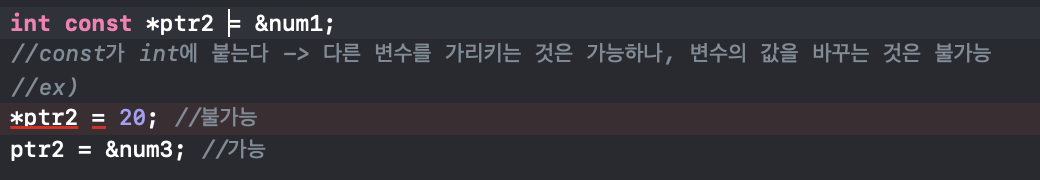 int const *ptr2 = &num1;
//const가 int에 붙는다 -> 다른 변수를 가리키는 것은 가능하나, 변수의 값을 바꾸는 것은 불가능
//ex)
*ptr2 = 20; //불가능
ptr2 = &num3; //가능